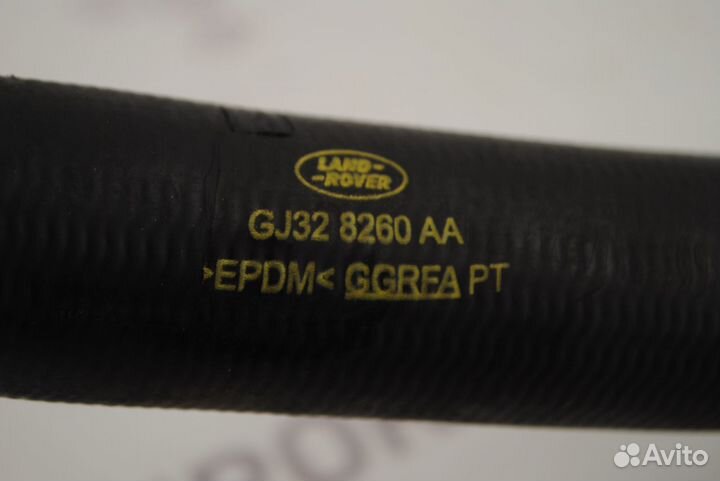 LAND-
-ROVER
GJ32 8260 AA
>EPDM< GGRFA PT
Avito